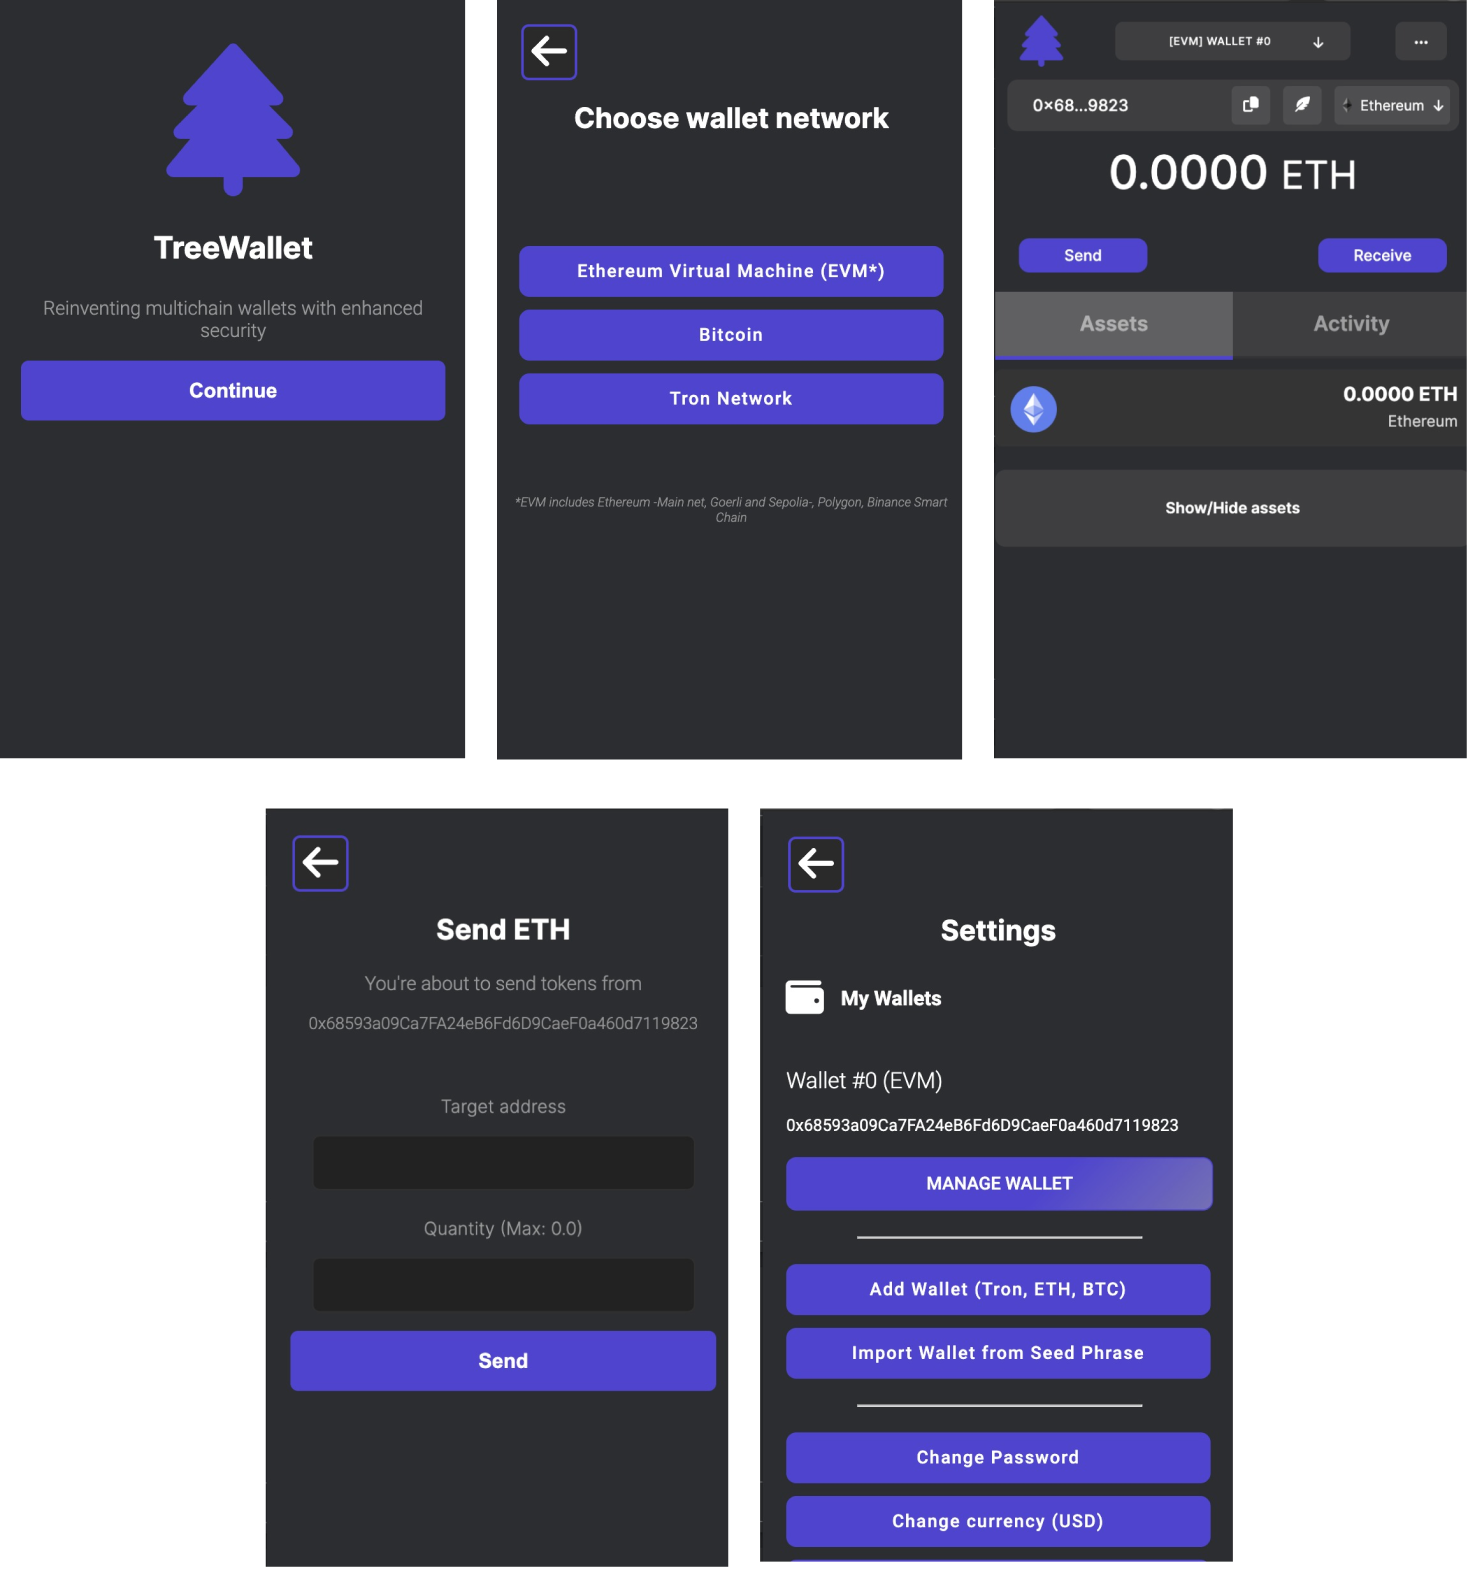 TreeWallet
Reinventing multichain wallets with enhanced
security
Continue
Choose wallet network
Ethereum Virtual Machine (EVM*)
Bitcoin
Tron Network
*EVM includes Ethereum -Main net, Goerli and Sepolia-, Polygon, Binance Smart
Chain
[EVM] WALLET #0
0×68...9823
Ethereum
0.0000 ETH
Send
Receive
Assets
Activity
0.0000 ETH
Ethereum
Show/Hide assets
Send ETH
You're about to send tokens from
0x68593a09Ca7FA24eB6Fd6D9CaeF0a460d7119823
Target address
Quantity (Max: 0.0)
Send
Settings
My Wallets
Wallet #0 (EVM)
0x68593a09Ca7FA24eB6Fd6D9CaeF0a460d7119823
MANAGE WALLET
Add Wallet (Tron, ETH, BTC)
Import Wallet from Seed Phrase
Change Password
Change currency (USD)